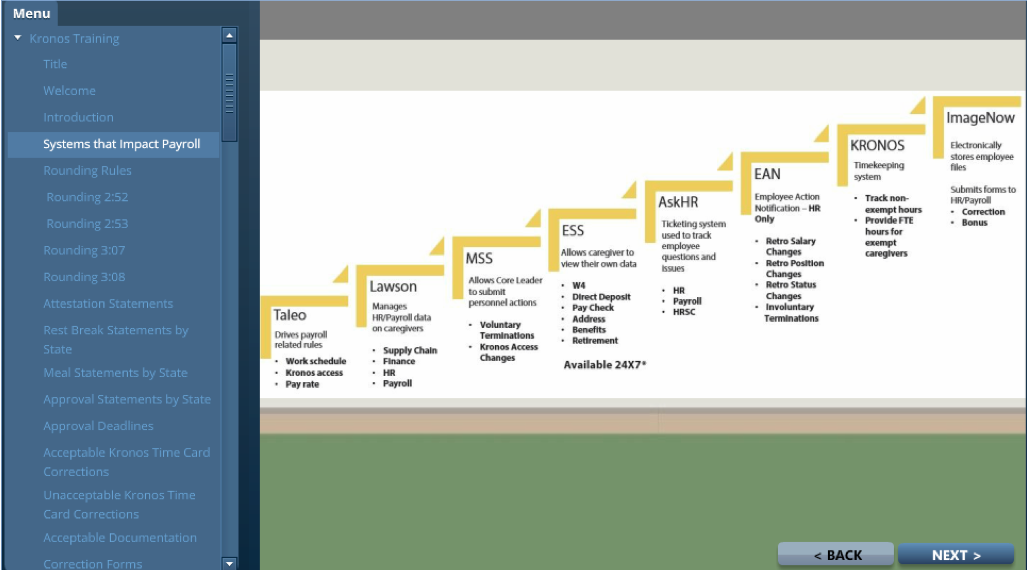 Menu
Kronos Training
Title
Welcome
Introduction
Systems that Impact Payroll
Rounding Rules
Rounding 2:52
Rounding 2:53
Rounding 3:07
Rounding 3:08
Attestation Statements
Rest Break Statements by
State
Meal Statements by State
Approval Statements by State
Approval Deadlines
Acceptable Kronos Time Card
Corrections
Unacceptable Kronos Time
Card Corrections
Acceptable Documentation
Correction Forms
Taleo
Drives payroll
related rules
• Work schedule
• Kronos access
• Pay rate
Lawson
Manages
HR/Payroll data
on caregivers
• Supply Chain
• Finance
• HR
• Payroll
MSS
Allows Core Leader
to submit
personnel actions
• Voluntary
Terminations
• Kronos Access
Changes
ESS
Allows caregiver to
view their own data
• W4
• Direct Deposit
• Pay Check
• Address
• Benefits
• Retirement
Available 24X7*
AskHR
Ticketing system
used to track
employee
questions and
issues
• HR
• Payroll
• HRSC
EAN
Employee Action
Notification – HR
Only
• Retro Salary
Changes
• Retro Position
Changes
• Retro Status
Changes
• Involuntary
Terminations
KRONOS
Timekeeping
system
• Track non-
exempt hours
• Provide FTE
hours for
exempt
caregivers
ImageNow
Electronically
stores employee
files
Submits forms to
HR/Payroll
• Correction
• Bonus
< BACK
NEXT >